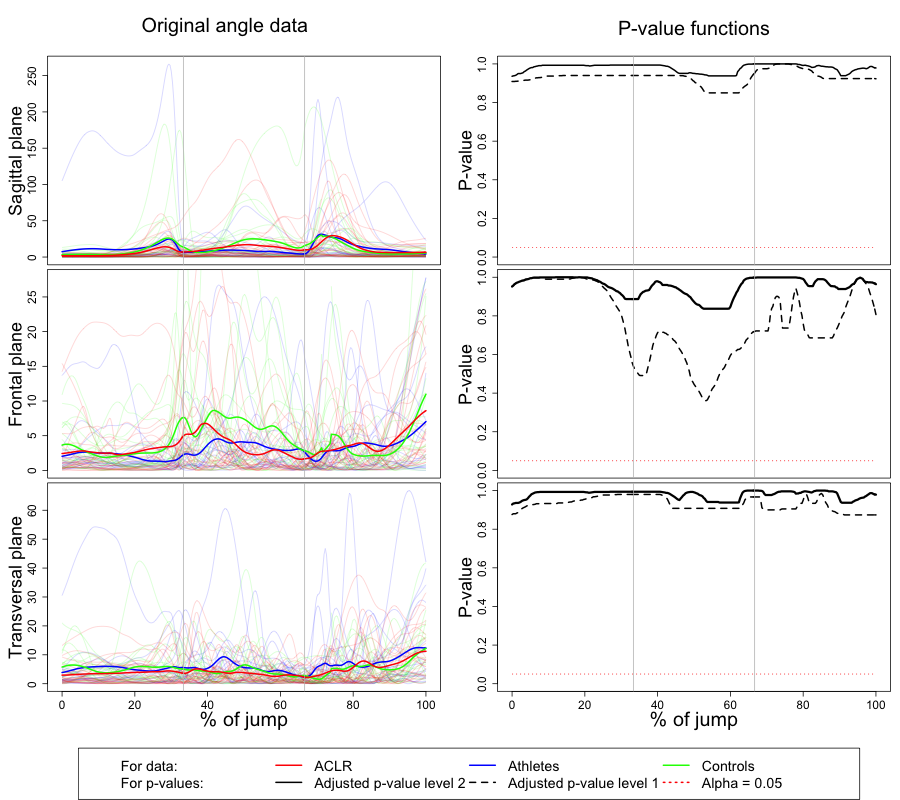 Original angle data
P-value functions
Sagittal plane
0 50 100 150 200 250
P-value
0.0 0.2 0.4 0.6 0.8 1.0
Frontal plane
0 5 10 15 20 25
P-value
0.0 0.2 0.4 0.6 0.8 1.0
Transversal plane
0 10 20 30 40 50 60
P-value
0.0 0.2 0.4 0.6 0.8 1.0
0 20 40 60 80 100
0 20 40 60 80 100
% of jump
% of jump
For data: ACLR Athletes Controls
For p-values: Adjusted p-value level 2 Adjusted p-value level 1 Alpha = 0.05